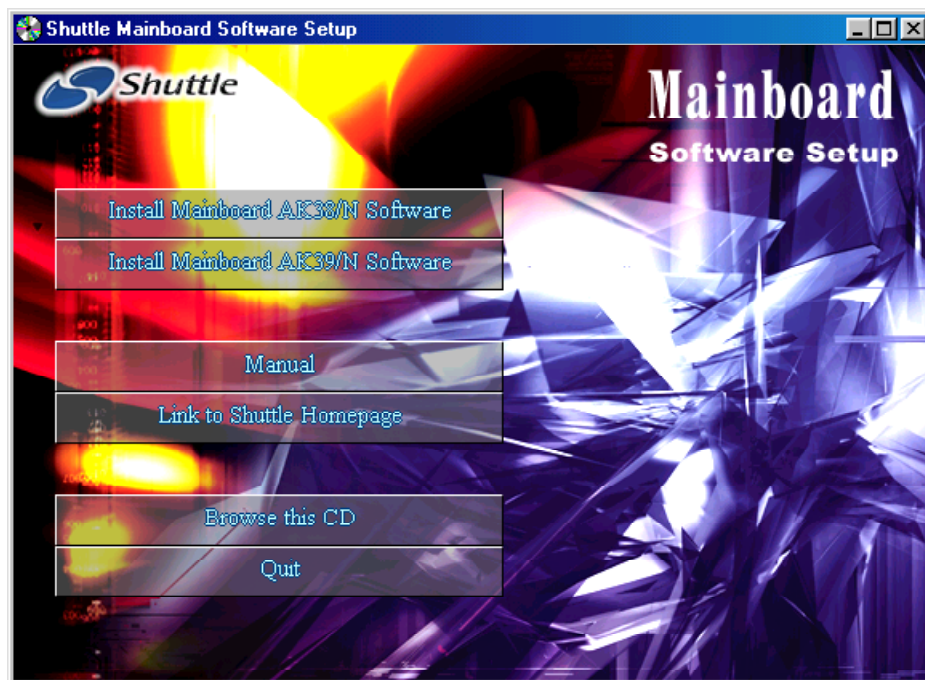 Shuttle Mainboard Software Setup
Shuttle
Mainboard
Software Setup
Install Mainboard AK38/N Software
Install Mainboard AK39/N Software
Manual
Link to Shuttle Homepage
Browse this CD
Quit